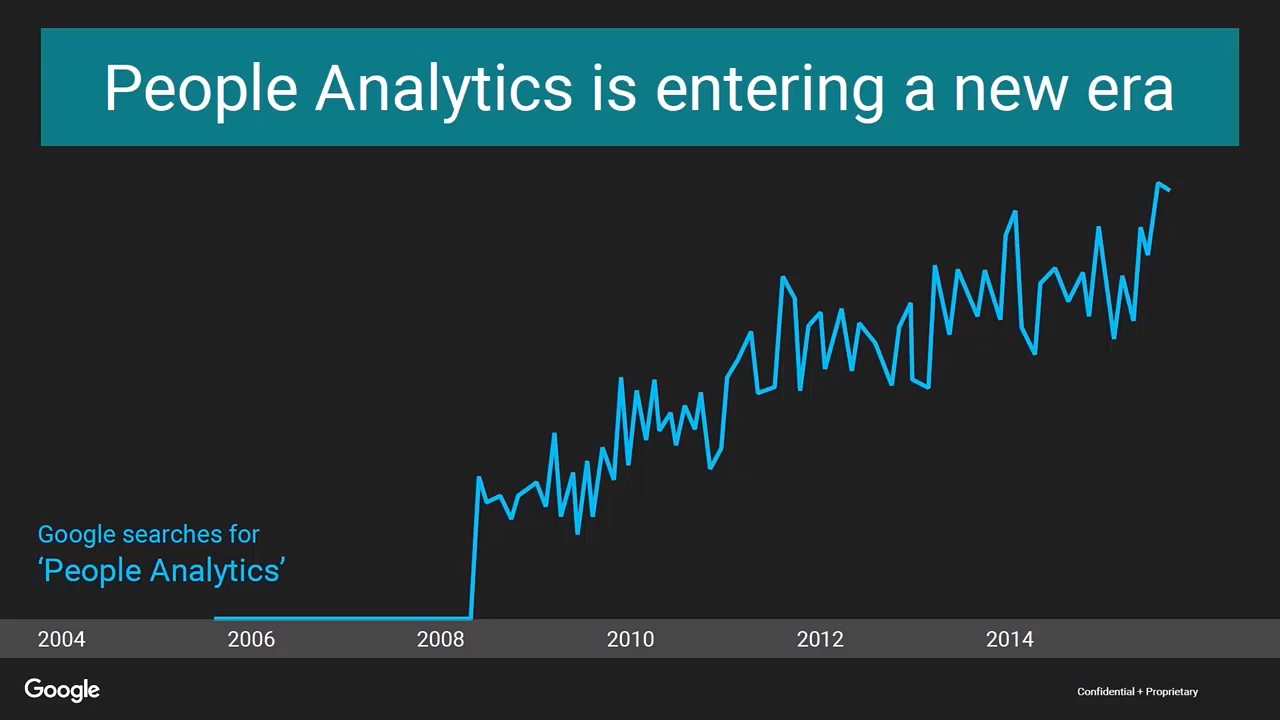 People Analytics is entering a new era
Google searches for
‘People Analytics’
2004 2006 2008 2010 2012 2014
Google
Confidential + Proprietary